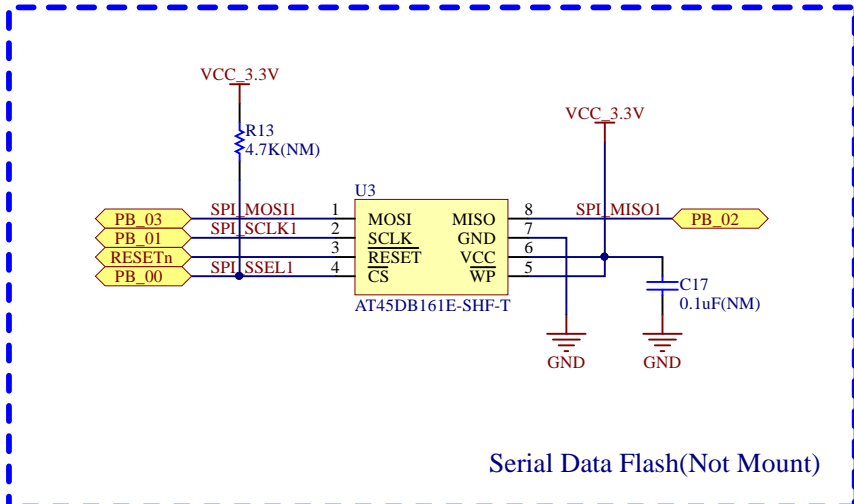 VCC_3.3V
R13
4.7K(NM)
VCC_3.3V
U3
PB_03 SPI_MOSI1 1 MOSI MISO 8 SPI_MISO1 PB_02
PB_01 SPI_SCLK1 2 SCLK GND 7
RESETn 3 RESET VCC 6
PB_00 SPI_SSEL1 4 CS WP 5
AT45DB161E-SHF-T
C17
0.1uF(NM)
GND GND
Serial Data Flash(Not Mount)